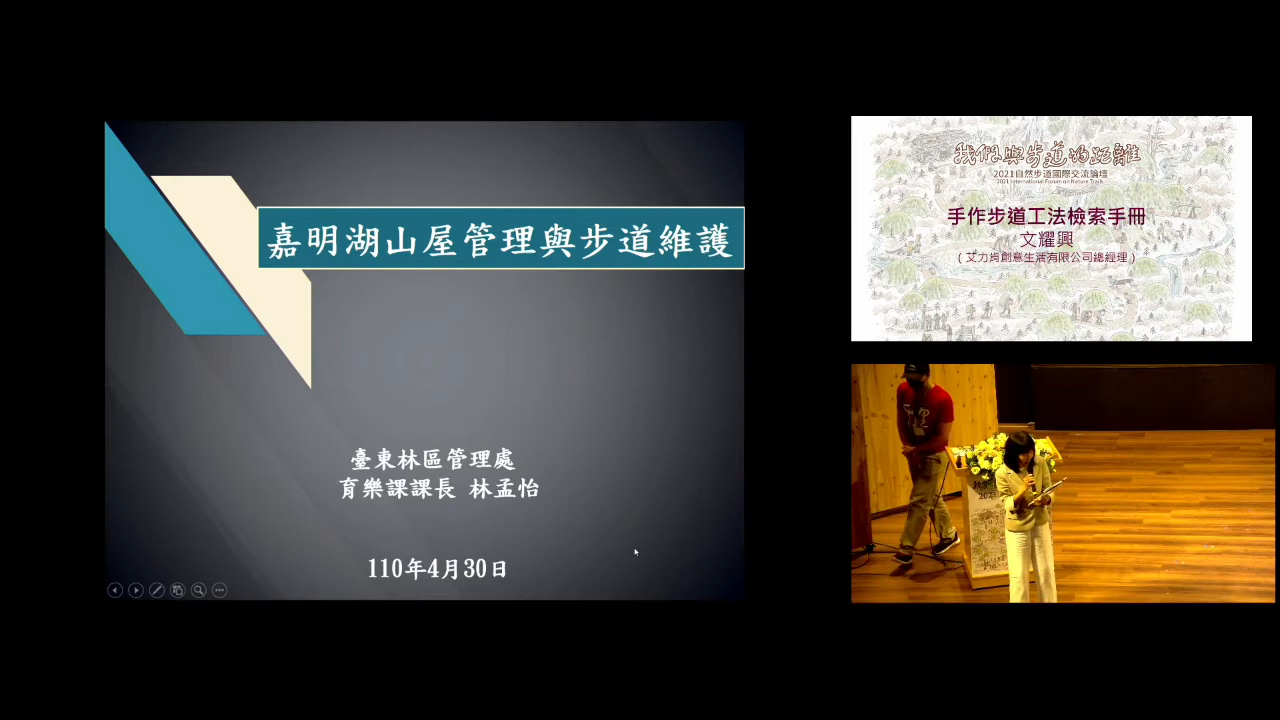 嘉明湖山屋管理與步道維護
臺東林區管理處
育樂課課長 林孟怡
110年4月30日
我們與步道的距離
2021自然步道國際交流論壇
2021 International Forum on Nature Trails
手作步道工法檢索手冊
文耀興
(艾力肯創意生活有限公司總經理)